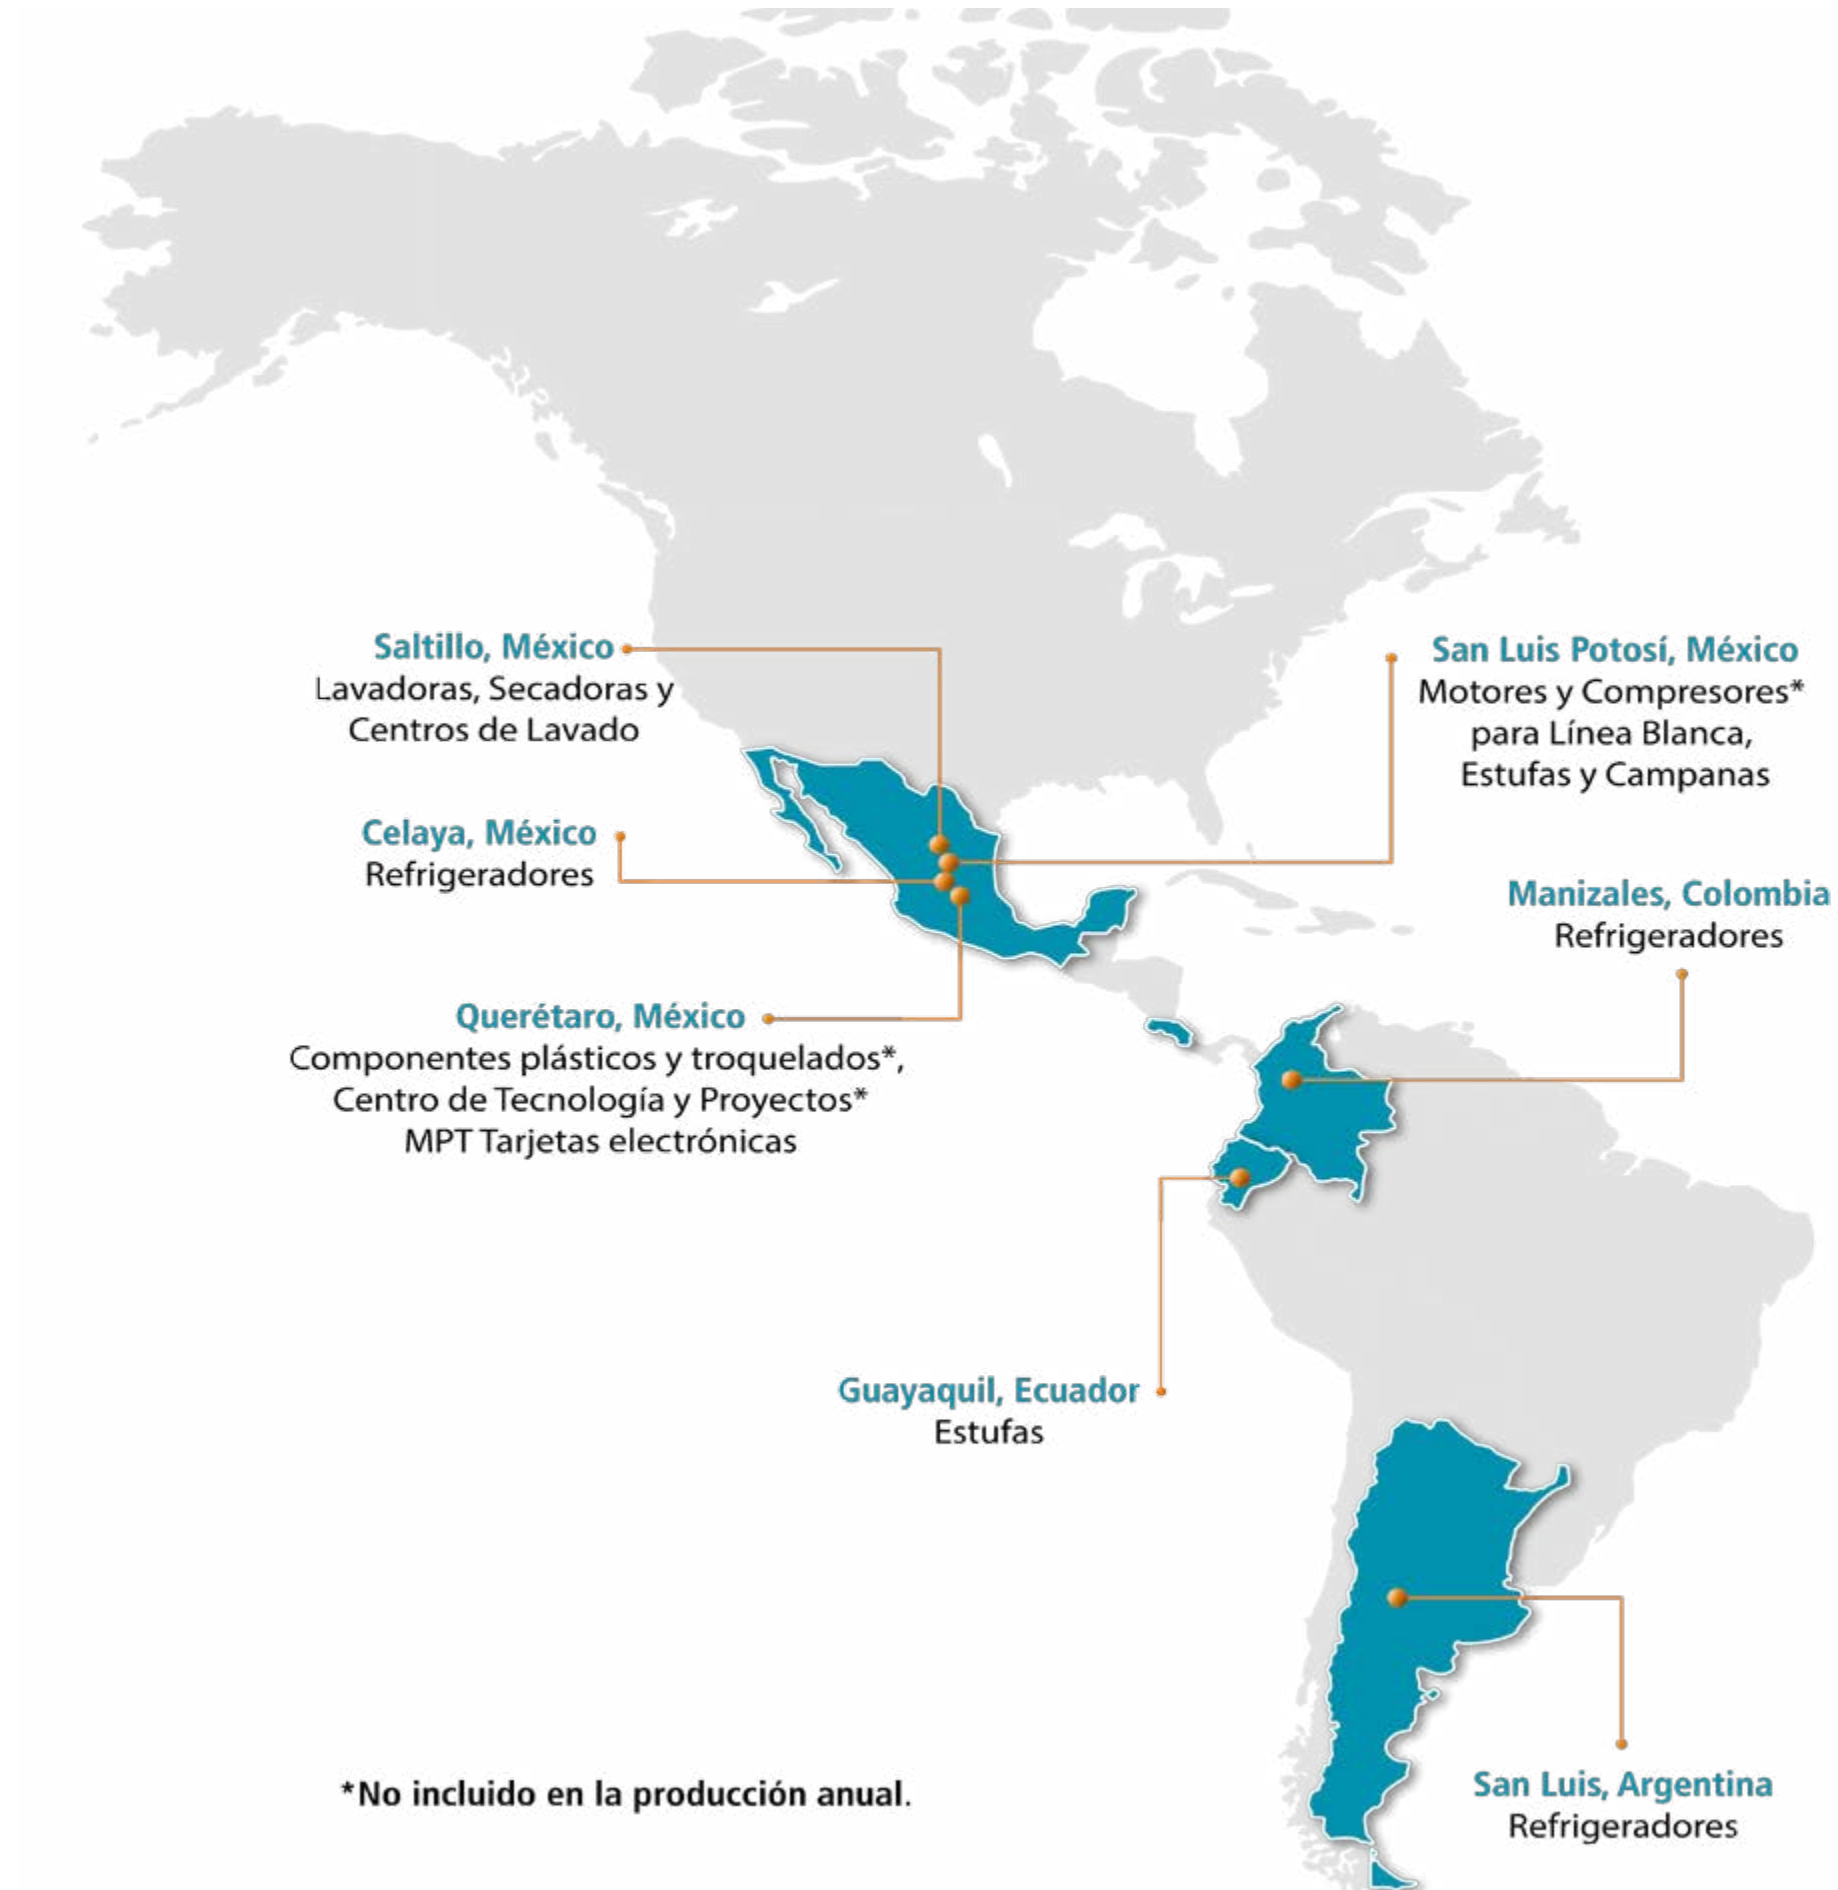 Saltillo, México
Lavadoras, Secadoras y
Centros de Lavado
San Luis Potosí, México
Motores y Compresores*
para Línea Blanca,
Estufas y Campanas
Celaya, México
Refrigeradores
Manizales, Colombia
Refrigeradores
Querétaro, México
Componentes plásticos y troquelados*,
Centro de Tecnología y Proyectos*
MPT Tarjetas electrónicas
Guayaquil, Ecuador
Estufas
San Luis, Argentina
Refrigeradores
*No incluido en la producción anual.